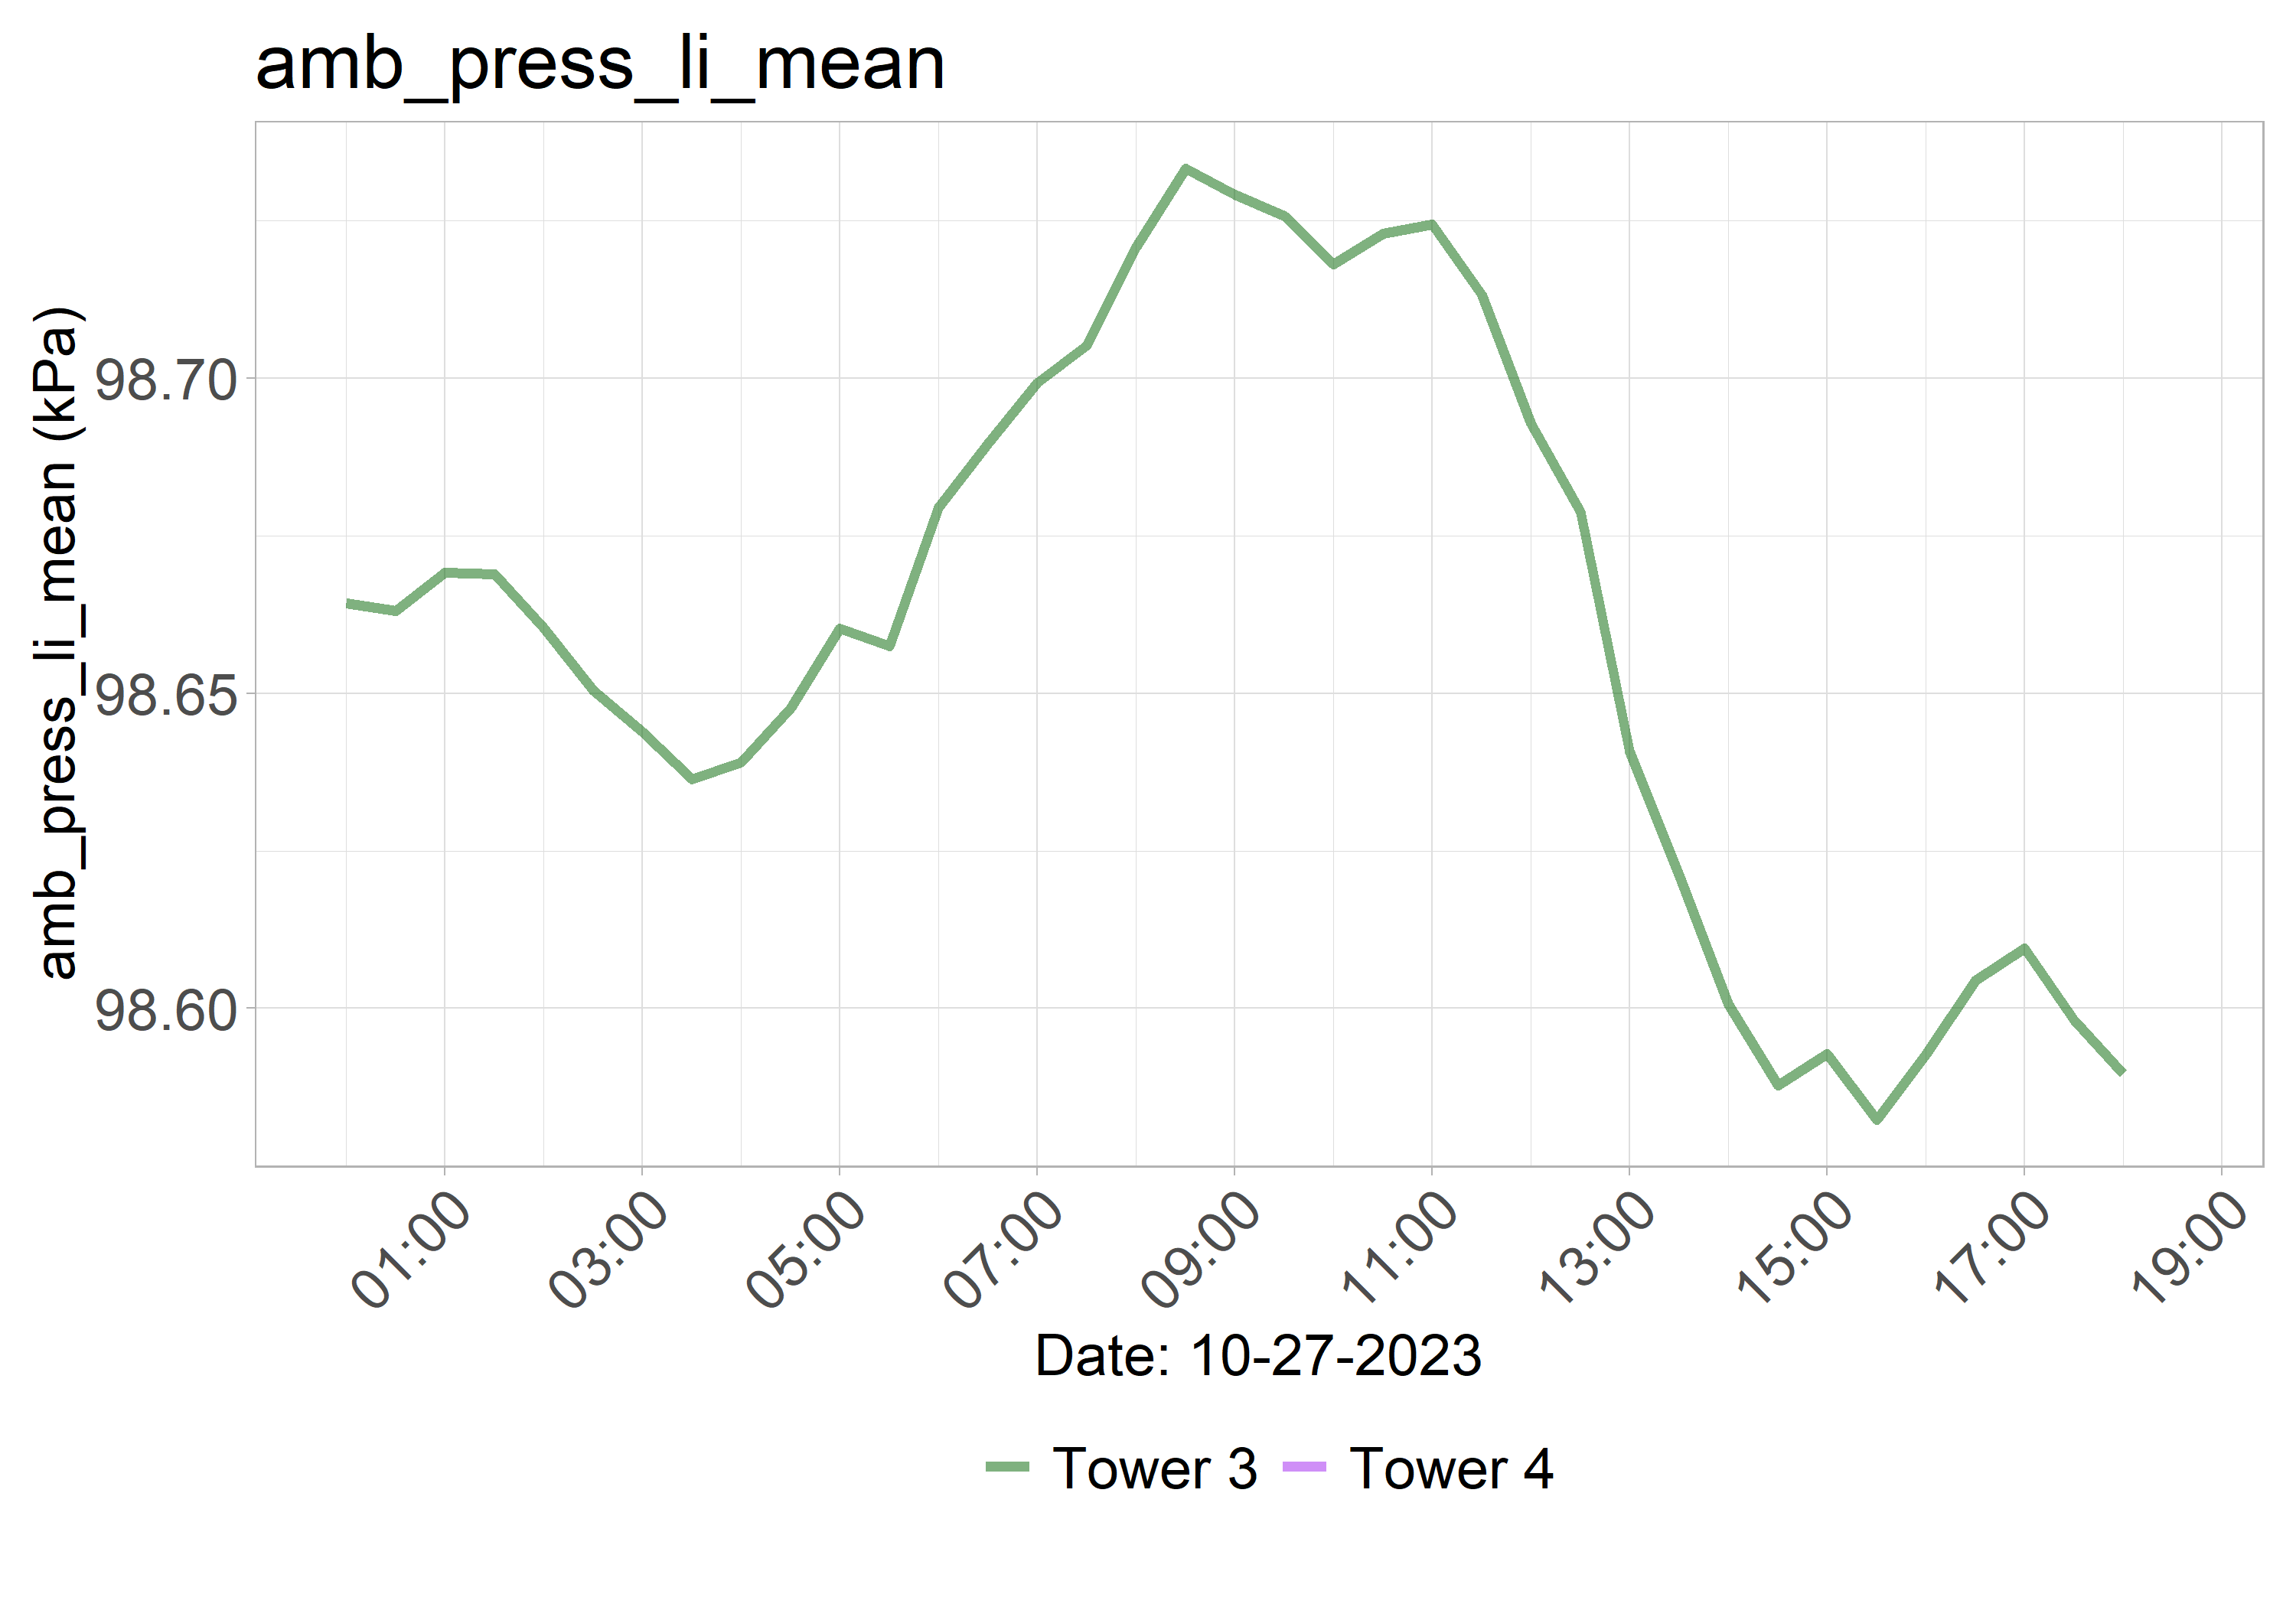 amb_press_li_mean
amb_press_li_mean (kPa)
98.70
98.65
98.60
01:00 03:00 05:00 07:00 09:00 11:00 13:00 15:00 17:00 19:00
Date: 10-27-2023
Tower 3 Tower 4